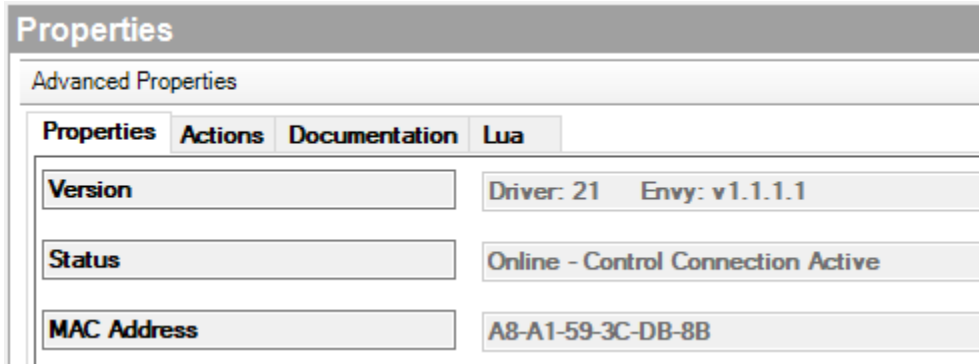 Properties
Advanced Properties
Properties Actions Documentation Lua
Version Driver: 21 Envy: v1.1.1.1
Status Online - Control Connection Active
MAC Address A8-A1-59-3C-DB-8B